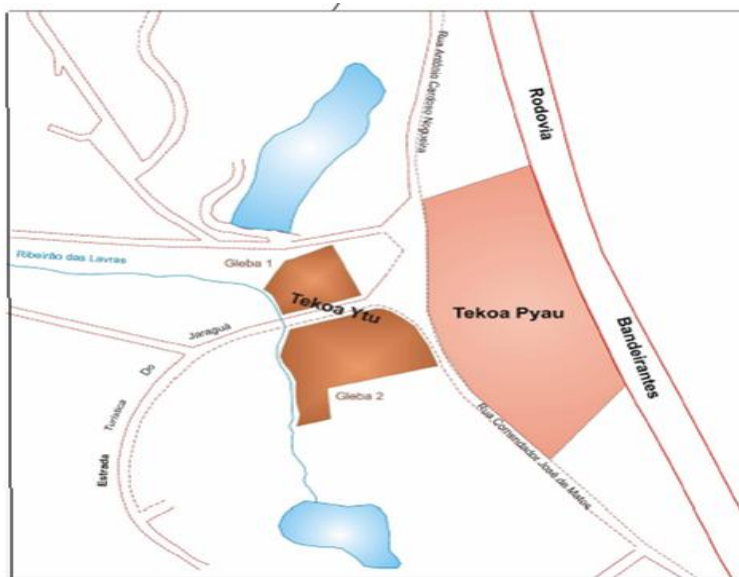 Rua Antônio Cardoso Nogueira
Rodovia
Ribeirão das Lavras
Gleba 1
Tekoa Ytu
Tekoa Pyau
Bandeirantes
Jaraguá
Do
Turística
Estrada
Gleba 2
Rua Comendador José de Matos